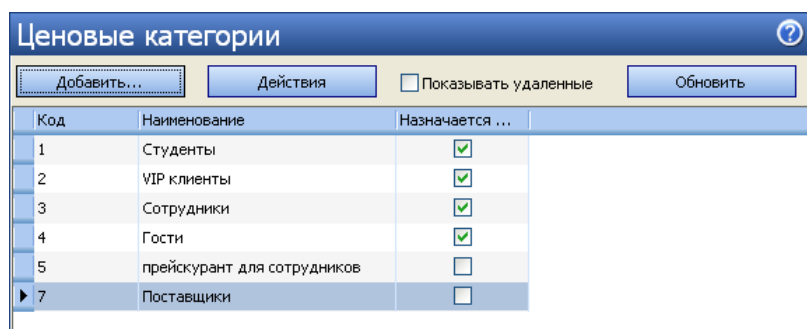 Ценовые категории
Добавить... Действия Показывать удаленные Обновить
Код Наименование Назначается ...
1 Студенты
2 VIP клиенты
3 Сотрудники
4 Гости
5 прейскурант для сотрудников
7 Поставщики